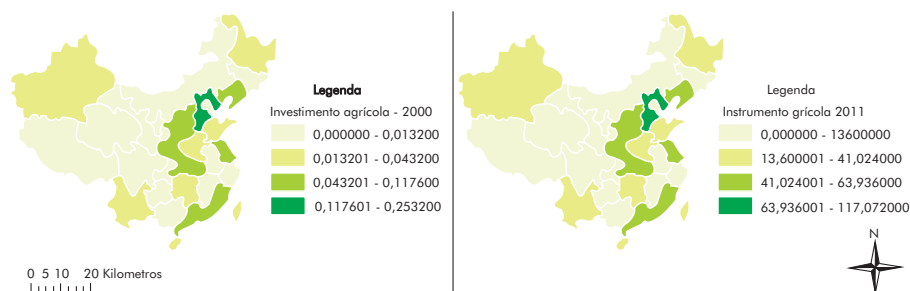 Legenda
Investimento agrícola - 2000
0,000000 - 0,013200
0,013201 - 0,043200
0,043201 - 0,117600
0,117601 - 0,253200
0 5 10 20 Kilometros
Legenda
Instrumento grícola 2011
0,000000 - 13600000
13,600001 - 41,024000
41,024001 - 63,936000
63,936001 - 117,072000
N